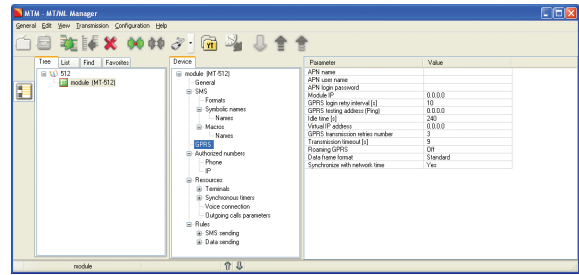 MTM - MT/ML Manager
General Edit View Transmission Configuration Help
Tree List Find Favorites
512
module (MT-512)
Device
module (MT-512)
General
SMS
Formats
Symbolic names
Names
Macros
Names
GPRS
Authorized numbers
Phone
IP
Resources
Terminals
Synchronous timers
Voice connection
Outgoing calls parameters
Rules
SMS sending
Data sending
Parameter Value
APN name
APN user name
APN login password
Module IP 0.0.0.0
GPRS login retry interval [s] 10
GPRS testing address (Ping) 0.0.0.0
Idle time [s] 240
Virtual IP address 0.0.0.0
GPRS transmission retries number 3
Transmission timeout [s] 9
Roaming GPRS Off
Data frame format Standard
Synchronize with network time Yes
module